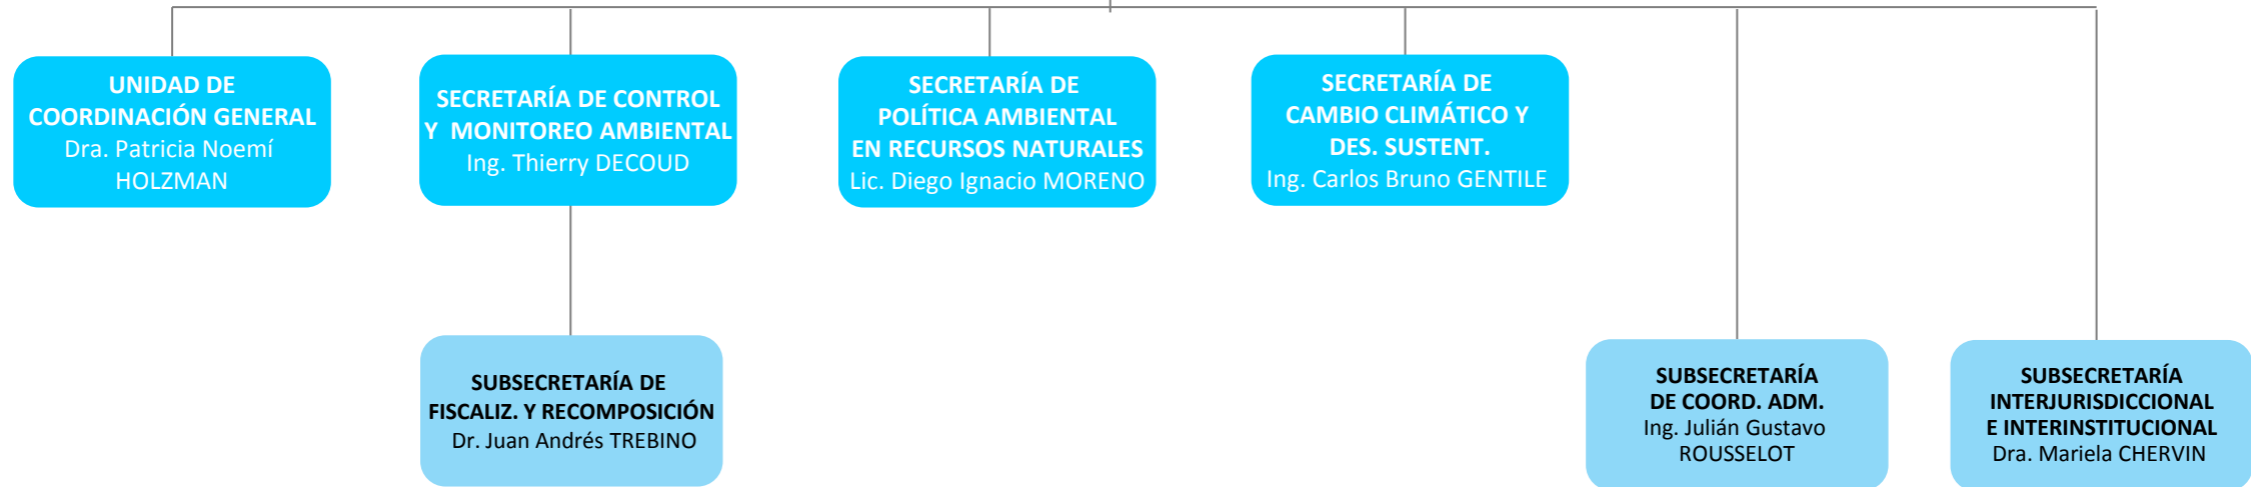 UNIDAD DE
COORDINACIÓN GENERAL
Dra. Patricia Noemí
HOLZMAN
SECRETARÍA DE CONTROL
Y MONITOREO AMBIENTAL
Ing. Thierry DECOUD
SECRETARÍA DE
POLÍTICA AMBIENTAL
EN RECURSOS NATURALES
Lic. Diego Ignacio MORENO
SECRETARÍA DE
CAMBIO CLIMÁTICO Y
DES. SUSTENT.
Ing. Carlos Bruno GENTILE
SUBSECRETARÍA DE
FISCALIZ. Y RECOMPOSICIÓN
Dr. Juan Andrés TREBINO
SUBSECRETARÍA
DE COORD. ADM.
Ing. Julián Gustavo
ROUSSELOT
SUBSECRETARÍA
INTERJURISDICCIONAL
E INTERINSTITUCIONAL
Dra. Mariela CHERVIN